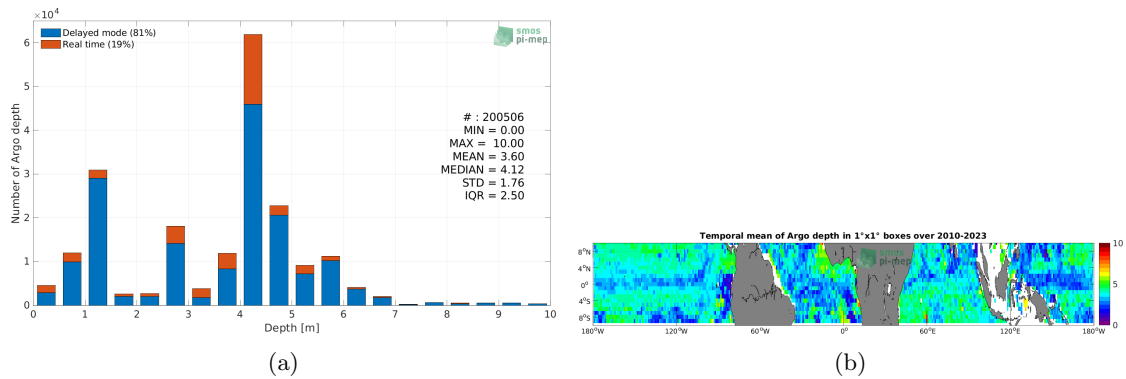 ×10⁴
6
5
4
3
2
1
0
Number of Argo depth
Delayed mode (81%)
Real time (19%)
smos
pi-mep
# : 200506
MIN = 0.00
MAX = 10.00
MEAN = 3.60
MEDIAN = 4.12
STD = 1.76
IQR = 2.50
0 1 2 3 4 5 6 7 8 9 10
Depth [m]
(a)
Temporal mean of Argo depth in 1°x1° boxes over 2010-2023
smos
pi-mep
8°N
4°N
0°
4°S
8°S
180°W 120°W 60°W 0° 60°E 120°E 180°W
10
5
0
(b)